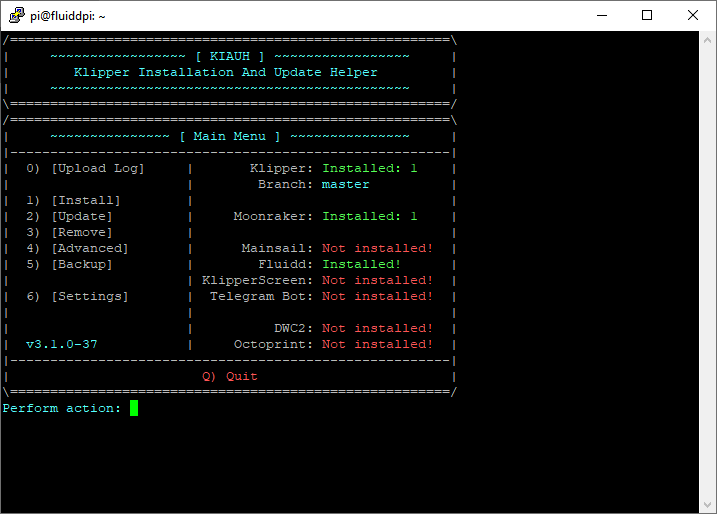 pi@fluiddpi: ~
/=======================================================\
|     ~~~~~~~~~~~~~~~~~ [ KIAUH ] ~~~~~~~~~~~~~~~~~     |
|        Klipper Installation And Update Helper         |
|     ~~~~~~~~~~~~~~~~~~~~~~~~~~~~~~~~~~~~~~~~~~~~~     |
\=======================================================/
/=======================================================\
|     ~~~~~~~~~~~~~~~ [ Main Menu ] ~~~~~~~~~~~~~~~     |
|-------------------------------------------------------|
|  0) [Upload Log]     |       Klipper: Installed: 1    |
|                      |        Branch: master          |
|  1) [Install]        |                                |
|  2) [Update]         |     Moonraker: Installed: 1    |
|  3) [Remove]         |                                |
|  4) [Advanced]       |      Mainsail: Not installed!  |
|  5) [Backup]         |        Fluidd: Installed!      |
|                      | KlipperScreen: Not installed!  |
|  6) [Settings]       |  Telegram Bot: Not installed!  |
|                      |                                |
|                      |          DWC2: Not installed!  |
|  v3.1.0-37           |     Octoprint: Not installed!  |
|-------------------------------------------------------|
|                        Q) Quit                        |
\=======================================================/
Perform action: